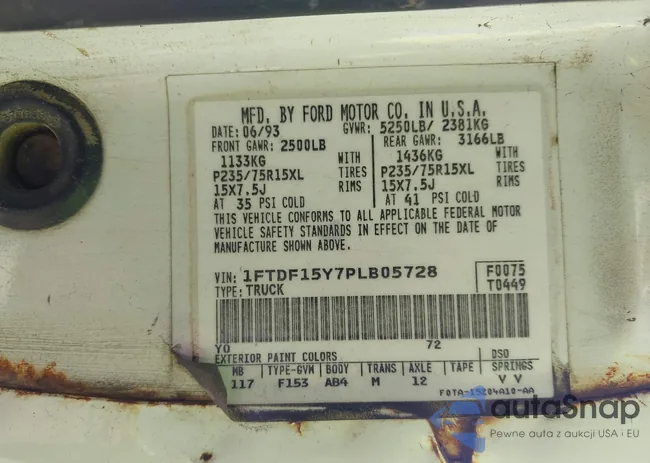 MFD. BY FORD MOTOR CO. IN U.S.A.
DATE: 06/93 GVWR: 5250LB/ 2381KG
FRONT GAWR: 2500LB REAR GAWR: 3166LB
1133KG WITH 1436KG WITH
P235/75R15XL TIRES P235/75R15XL TIRES
15X7.5J RIMS 15X7.5J RIMS
AT 35 PSI COLD AT 41 PSI COLD
THIS VEHICLE CONFORMS TO ALL APPLICABLE FEDERAL MOTOR
VEHICLE SAFETY STANDARDS IN EFFECT ON THE DATE OF
MANUFACTURE SHOWN ABOVE.
VIN: 1FTDF15Y7PLB05728 F0075
TYPE: TRUCK T0449
YO 72
EXTERIOR PAINT COLORS DSO
WB TYPE-GVM BODY TRANS AXLE TAPE SPRINGS
117 F153 AB4 M 12 V V
F0TA-15204A10-AA
autoSnap
Pewne auta z aukcji USA i EU